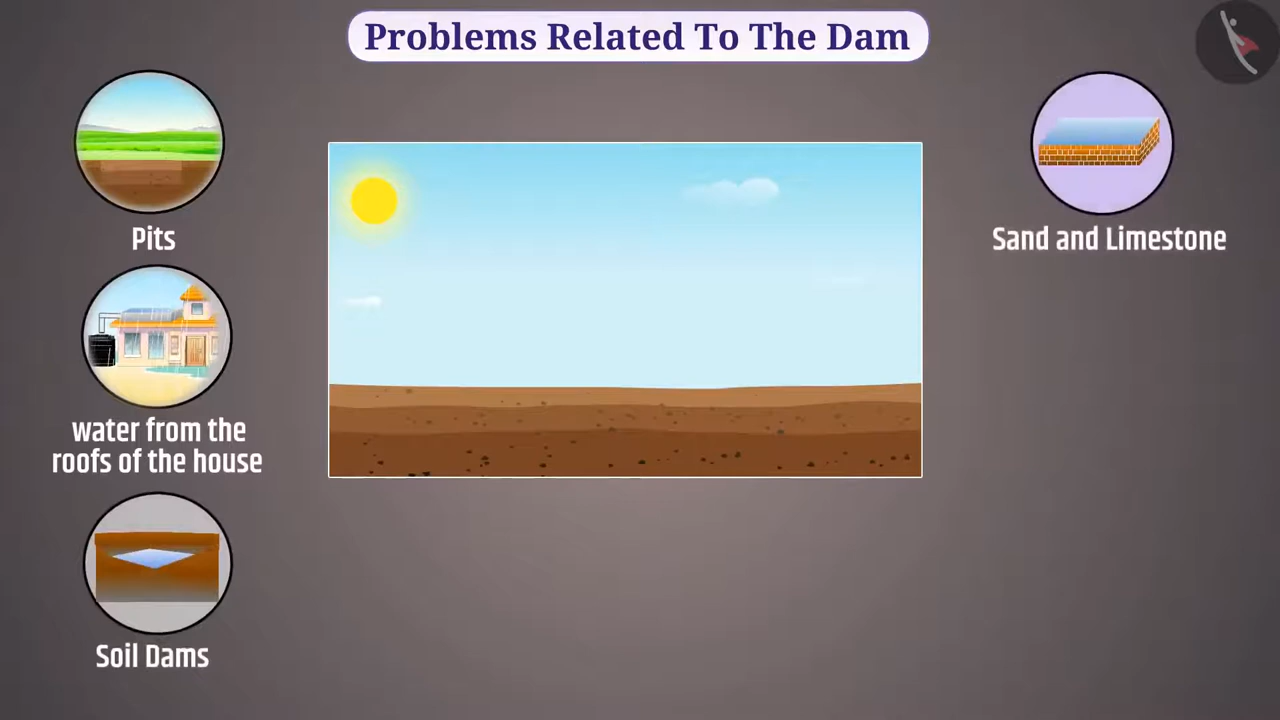 Problems Related To The Dam
Pits
water from the
roofs of the house
Soil Dams
Sand and Limestone